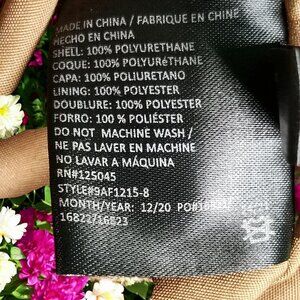 MADE IN CHINA / FABRIQUE EN CHINE
HECHO EN CHINA
SHELL: 100% POLYURETHANE
COQUE: 100% POLYURéTHANE
CAPA: 100% POLIURETANO
LINING: 100% POLYESTER
DOUBLURE: 100% POLYESTER
FORRO: 100 % POLIÉSTER
DO NOT MACHINE WASH /
NE PAS LAVER EN MACHINE
NO LAVAR A MÁQUINA
RN#125045
STYLE#9AF1215-8
MONTH/YEAR: 12/20
16822/16823